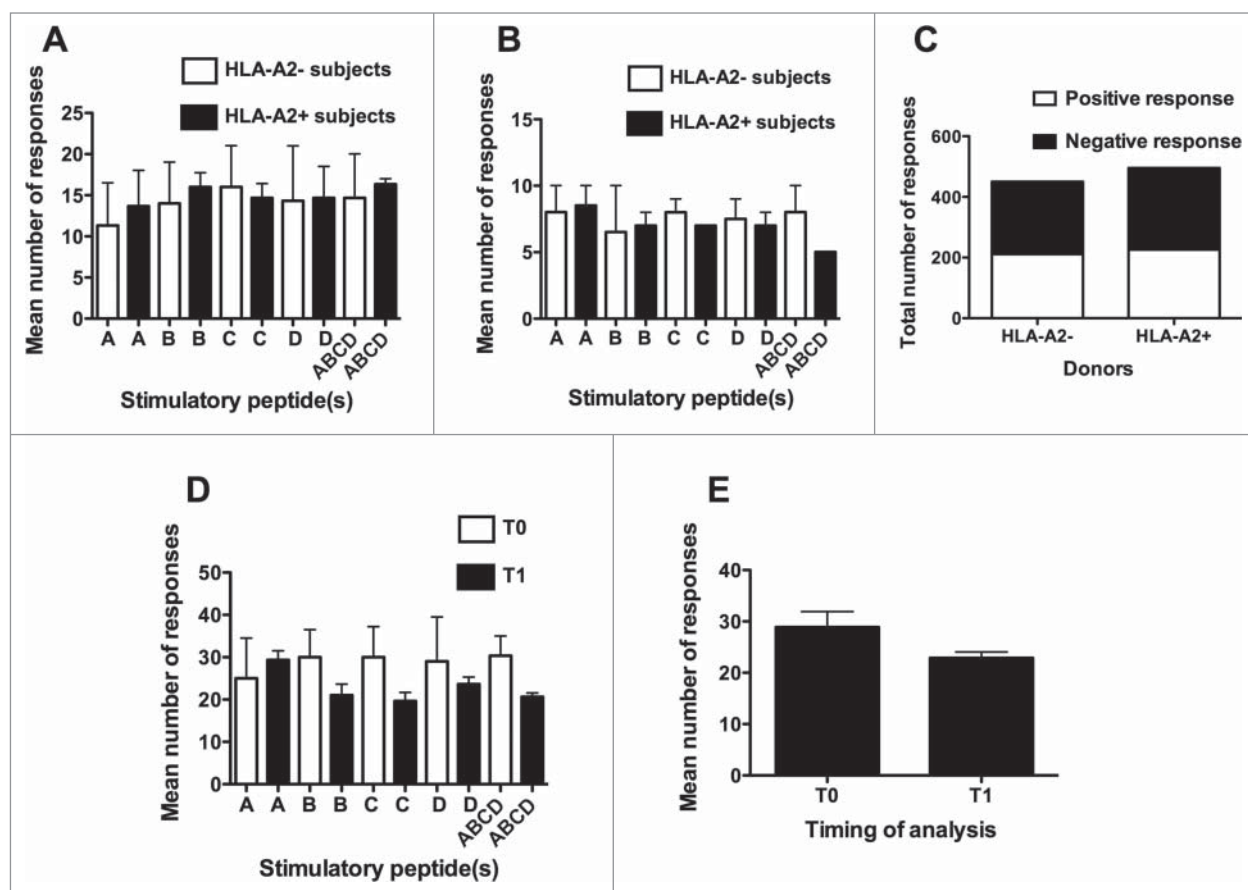 A
HLA-A2- subjects
HLA-A2+ subjects
Mean number of responses
25
20
15
10
5
0
A A B B C C D D ABCD ABCD
Stimulatory peptide(s)
B
HLA-A2- subjects
HLA-A2+ subjects
Mean number of responses
15
10
5
0
A A B B C C D D ABCD ABCD
Stimulatory peptide(s)
C
Positive response
Negative response
Total number of responses
600
400
200
0
HLA-A2- HLA-A2+
Donors
D
T0
T1
Mean number of responses
50
40
30
20
10
0
A A B B C C D D ABCD ABCD
Stimulatory peptide(s)
E
Mean number of responses
40
30
20
10
0
T0 T1
Timing of analysis